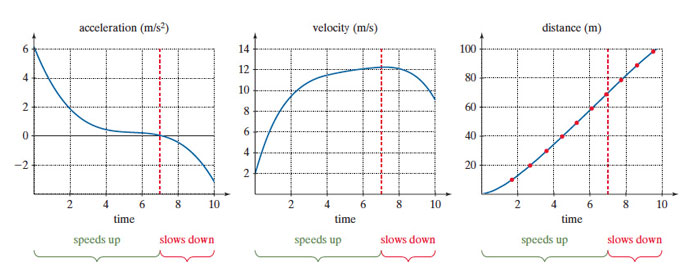 acceleration (m/s²)
6
4
2
0
−2
2 4 6 8 10
time
speeds up slows down
velocity (m/s)
14
12
10
8
6
4
2
2 4 6 8 10
time
speeds up slows down
distance (m)
100
80
60
40
20
2 4 6 8 10
time
speeds up slows down